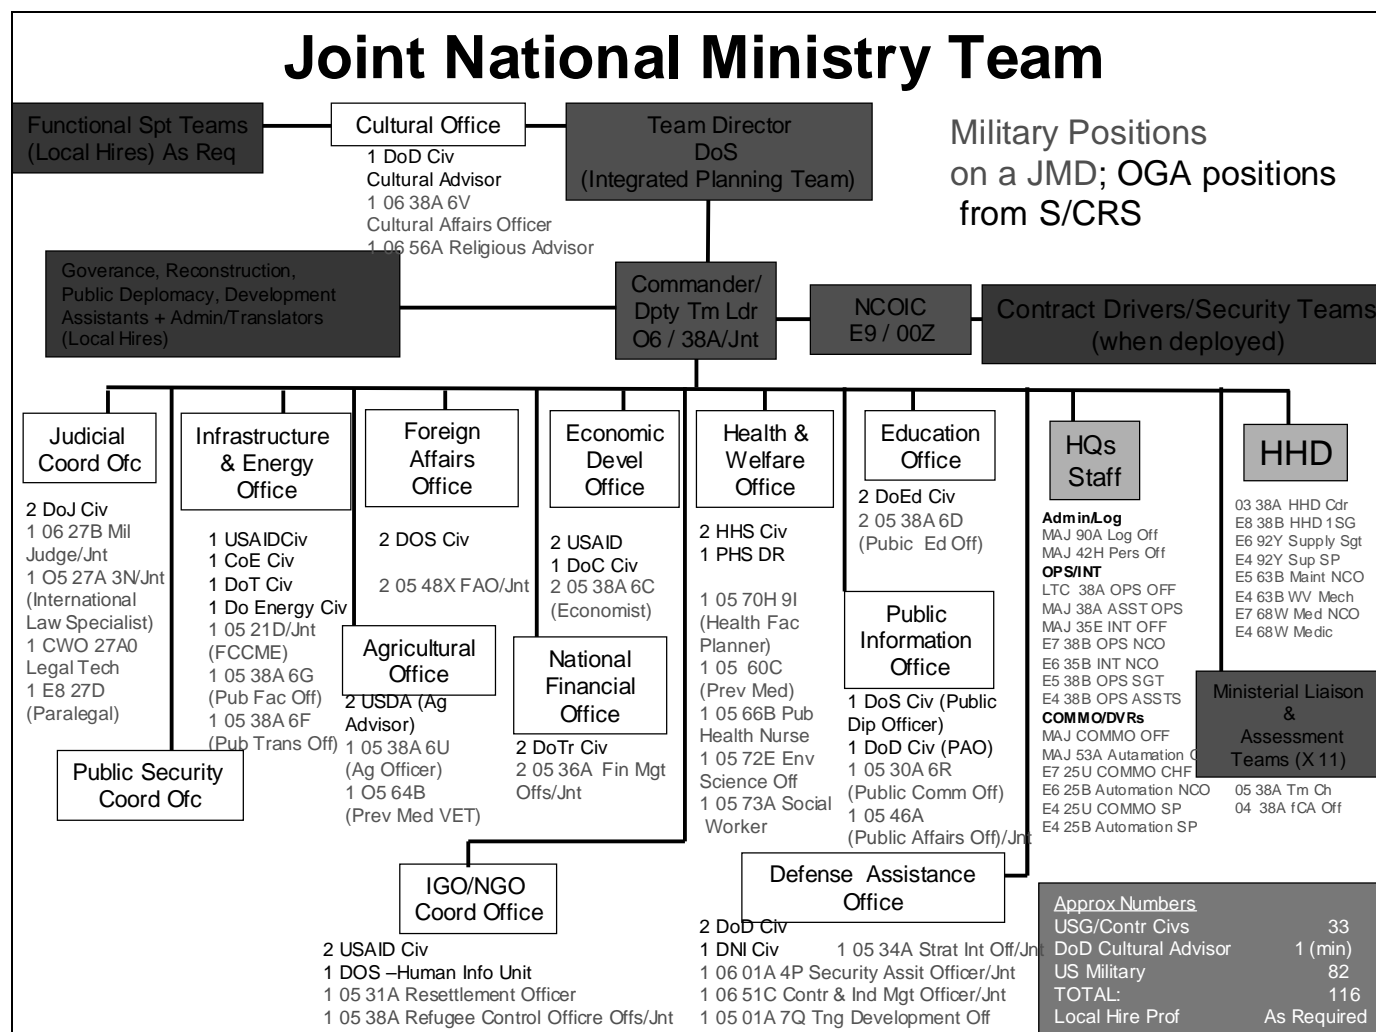 Joint National Ministry Team
Functional Spt Teams
(Local Hires) As Req
Cultural Office
1 DoD Civ
Cultural Advisor
1 06 38A 6V
Cultural Affairs Officer
1 06 56A Religious Advisor
Team Director
DoS
(Integrated Planning Team)
Military Positions
on a JMD; OGA positions
from S/CRS
Goverance, Reconstruction,
Public Deplomacy, Development
Assistants + Admin/Translators
(Local Hires)
Commander/
Dpty Tm Ldr
O6 / 38A/Jnt
NCOIC
E9 / 00Z
Contract Drivers/Security Teams
(when deployed)
Judicial
Coord Ofc
2 DoJ Civ
1 06 27B Mil
Judge/Jnt
1 O5 27A 3N/Jnt
(International
Law Specialist)
1 CWO 27A0
Legal Tech
1 E8 27D
(Paralegal)
Public Security
Coord Ofc
Infrastructure
& Energy
Office
1 USAIDCiv
1 CoE Civ
1 DoT Civ
1 Do Energy Civ
1 05 21D/Jnt
(FCCME)
1 05 38A 6G
(Pub Fac Off)
1 05 38A 6F
(Pub Trans Off)
Foreign
Affairs
Office
2 DOS Civ
2 05 48X FAO/Jnt
Agricultural
Office
2 USDA (Ag
Advisor)
1 05 38A 6U
(Ag Officer)
1 O5 64B
(Prev Med VET)
Economic
Devel
Office
2 USAID
1 DoC Civ
2 05 38A 6C
(Economist)
National
Financial
Office
2 DoTr Civ
2 05 36A Fin Mgt
Offs/Jnt
Health &
Welfare
Office
2 HHS Civ
1 PHS DR
1 05 70H 9I
(Health Fac
Planner)
1 05 60C
(Prev Med)
1 05 66B Pub
Health Nurse
1 05 72E Env
Science Off
1 05 73A Social
Worker
Education
Office
2 DoEd Civ
2 05 38A 6D
(Pubic Ed Off)
Public
Information
Office
1 DoS Civ (Public
Dip Officer)
1 DoD Civ (PAO)
1 05 30A 6R
(Public Comm Off)
1 05 46A
(Public Affairs Off)/Jnt
HQs
Staff
Admin/Log
MAJ 90A Log Off
MAJ 42H Pers Off
OPS/INT
LTC 38A OPS OFF
MAJ 38A ASST OPS
MAJ 35E INT OFF
E7 38B OPS NCO
E6 35B INT NCO
E5 38B OPS SGT
E4 38B OPS ASSTS
COMMO/DVRs
MAJ COMMO OFF
MAJ 53A Autamation
E7 25U COMMO CHF
E6 25B Automation NCO
E4 25U COMMO SP
E4 25B Automation SP
HHD
03 38A HHD Cdr
E8 38B HHD 1SG
E6 92Y Supply Sgt
E4 92Y Sup SP
E5 63B Maint NCO
E4 63B WV Mech
E7 68W Med NCO
E4 68W Medic
Ministerial Liaison
&
Assessment
Teams (X 11)
05 38A Tm Ch
04 38A fCA Off
IGO/NGO
Coord Office
2 USAID Civ
1 DOS –Human Info Unit
1 05 31A Resettlement Officer
1 05 38A Refugee Control Officre Offs/Jnt
Defense Assistance
Office
2 DoD Civ
1 DNI Civ 1 05 34A Strat Int Off/Jnt
1 06 01A 4P Security Assit Officer/Jnt
1 06 51C Contr & Ind Mgt Officer/Jnt
1 05 01A 7Q Tng Development Off
Approx Numbers
USG/Contr Civs 33
DoD Cultural Advisor 1 (min)
US Military 82
TOTAL: 116
Local Hire Prof As Required